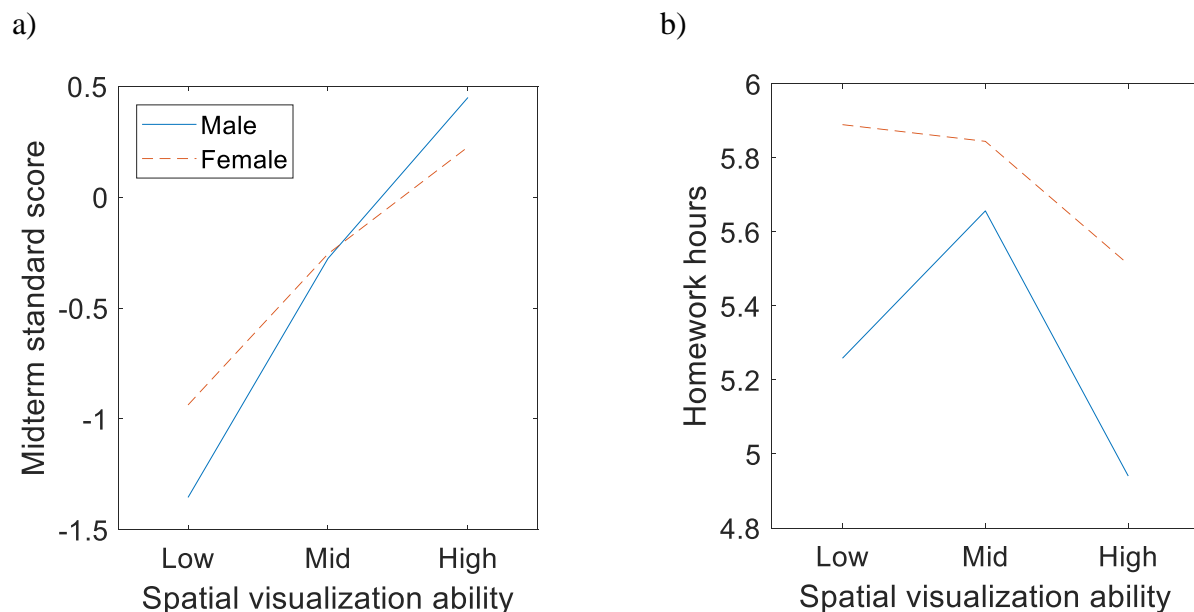 a)
0.5
0
-0.5
-1
-1.5
Midterm standard score
Male
Female
Low Mid High
Spatial visualization ability
b)
6
5.8
5.6
5.4
5.2
5
4.8
Homework hours
Low Mid High
Spatial visualization ability